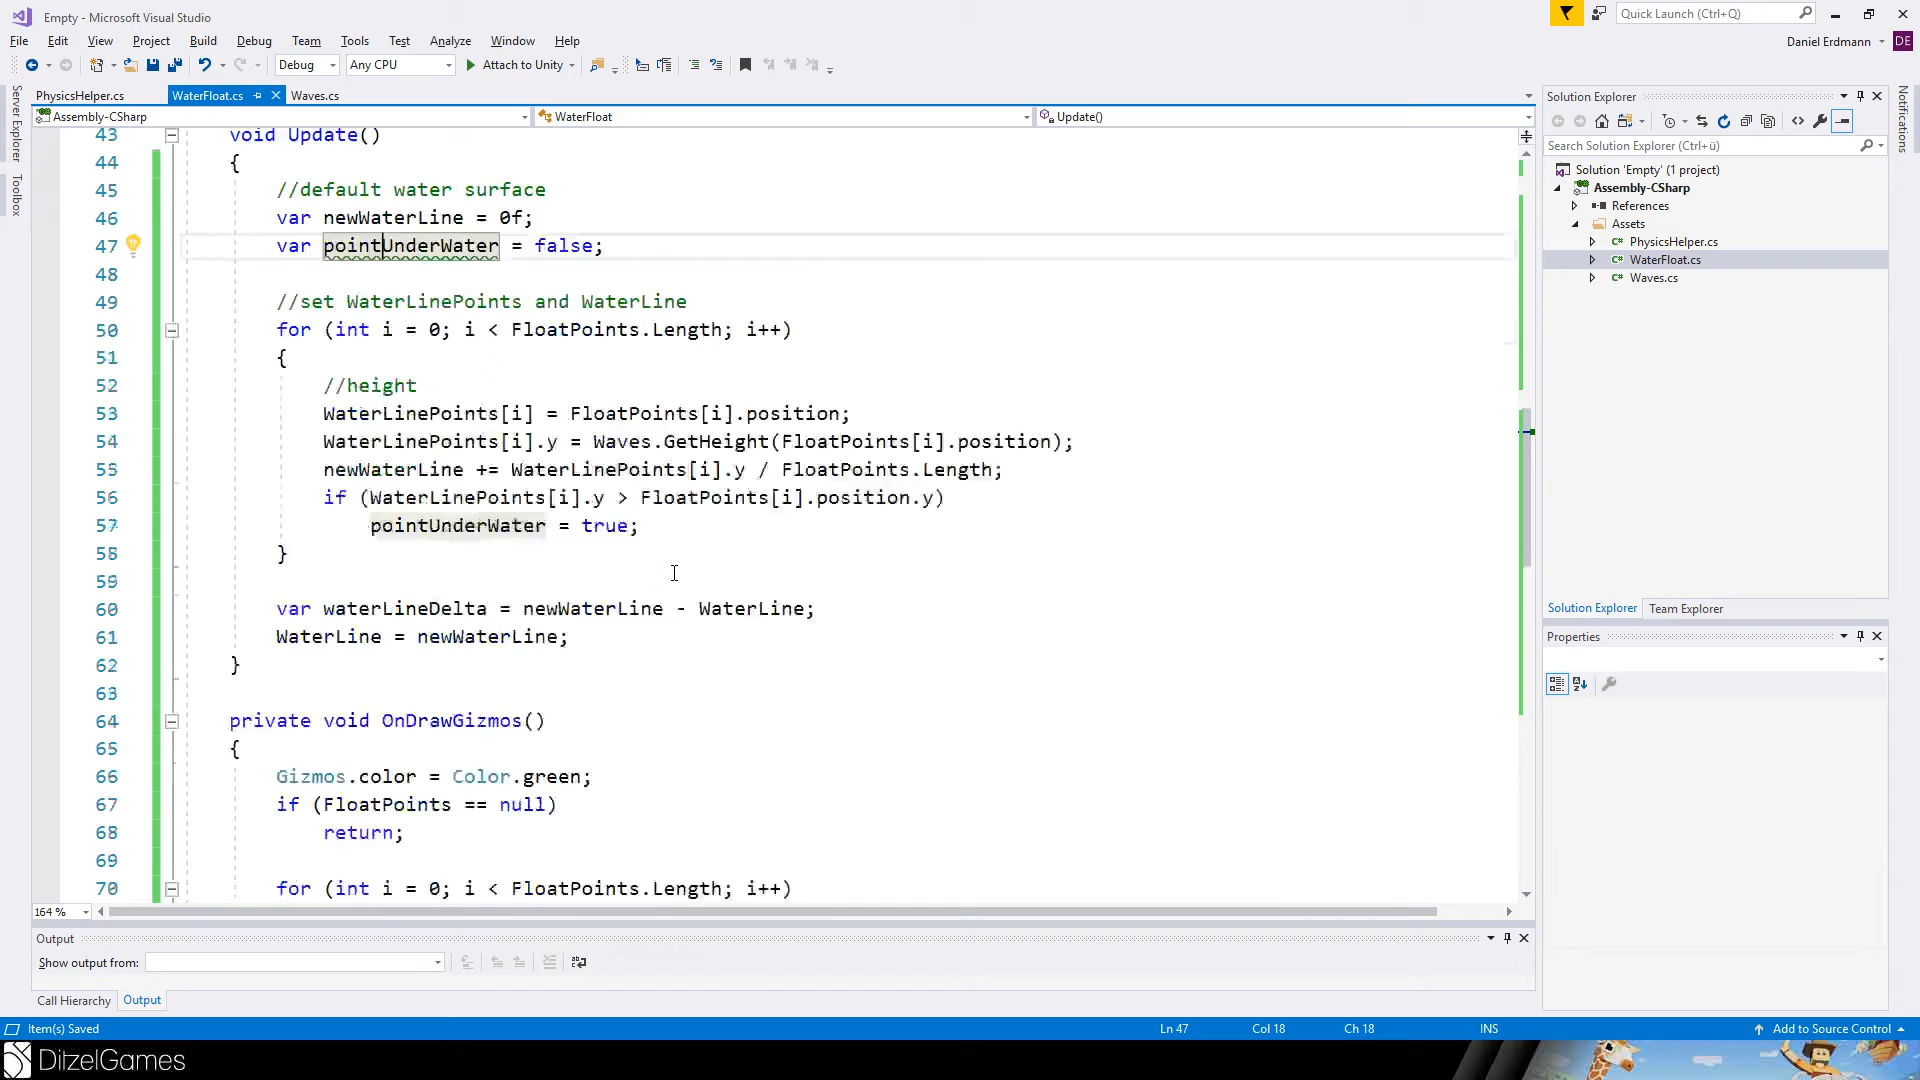 Empty - Microsoft Visual Studio
Quick Launch (Ctrl+Q)
File Edit View Project Build Debug Team Tools Test Analyze Window Help
Daniel Erdmann DE
Debug Any CPU Attach to Unity
PhysicsHelper.cs WaterFloat.cs Waves.cs
Assembly-CSharp WaterFloat Update()
Server Explorer
Toolbox
43 void Update()
44 {
45 //default water surface
46 var newWaterLine = 0f;
47 var pointUnderWater = false;
48
49 //set WaterLinePoints and WaterLine
50 for (int i = 0; i < FloatPoints.Length; i++)
51 {
52 //height
53 WaterLinePoints[i] = FloatPoints[i].position;
54 WaterLinePoints[i].y = Waves.GetHeight(FloatPoints[i].position);
55 newWaterLine += WaterLinePoints[i].y / FloatPoints.Length;
56 if (WaterLinePoints[i].y > FloatPoints[i].position.y)
57 pointUnderWater = true;
58 }
59
60 var waterLineDelta = newWaterLine - WaterLine;
61 WaterLine = newWaterLine;
62 }
63
64 private void OnDrawGizmos()
65 {
66 Gizmos.color = Color.green;
67 if (FloatPoints == null)
68 return;
69
70 for (int i = 0; i < FloatPoints.Length; i++)
164 %
Output
Show output from:
Call Hierarchy Output
Solution Explorer
Search Solution Explorer (Ctrl+ü)
Solution 'Empty' (1 project)
Assembly-CSharp
References
Assets
PhysicsHelper.cs
WaterFloat.cs
Waves.cs
Solution Explorer Team Explorer
Properties
Notifications
Item(s) Saved Ln 47 Col 18 Ch 18 INS Add to Source Control
DitzelGames